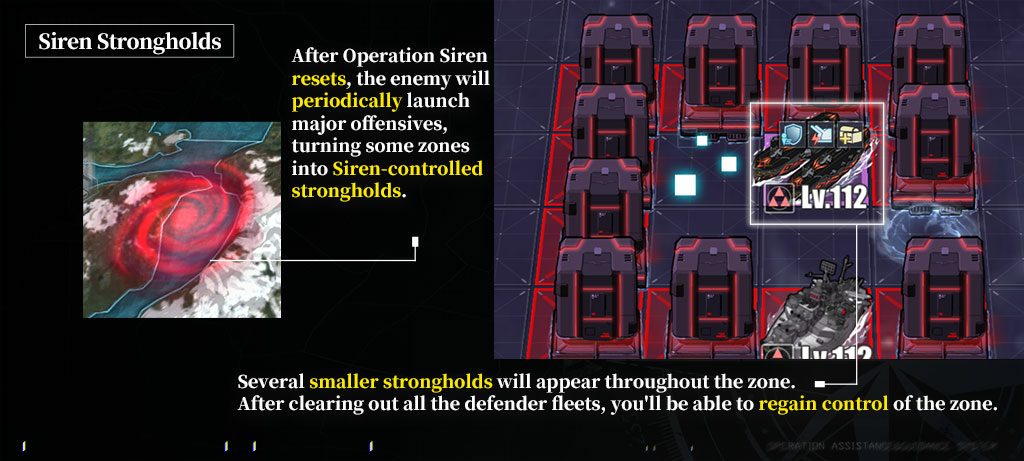 Siren Strongholds
After Operation Siren
resets, the enemy will
periodically launch
major offensives,
turning some zones
into Siren-controlled
strongholds.
Lv.112
Lv.112
Several smaller strongholds will appear throughout the zone.
After clearing out all the defender fleets, you'll be able to regain control of the zone.